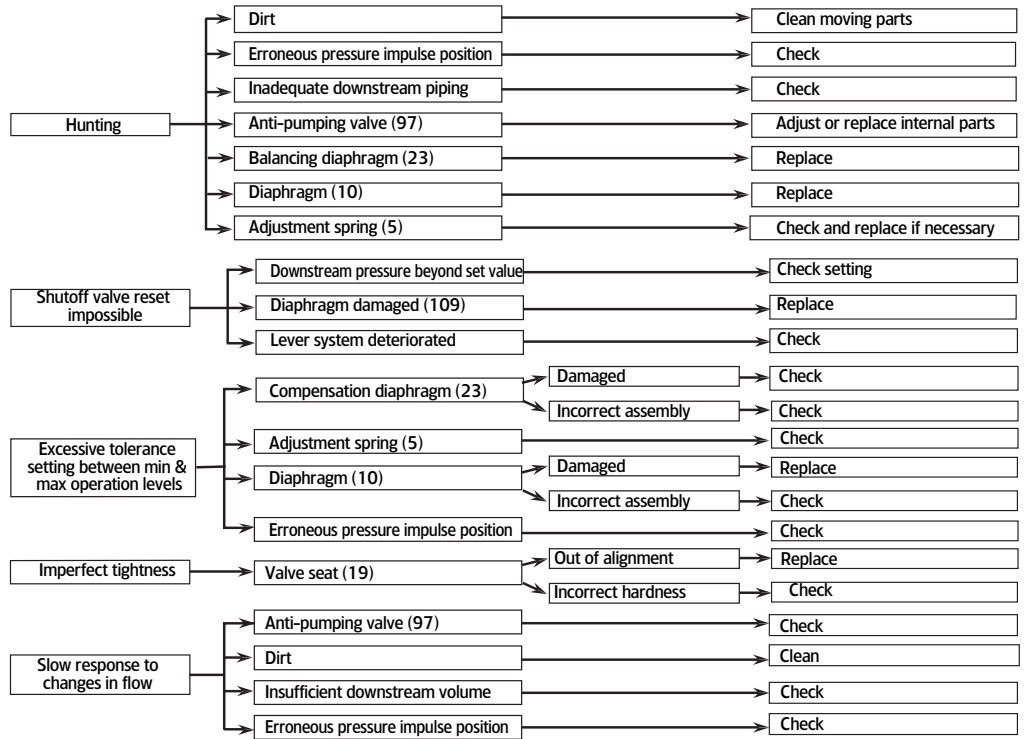 Dirt
Clean moving parts
Erroneous pressure impulse position
Check
Inadequate downstream piping
Check
Hunting
Anti-pumping valve (97)
Adjust or replace internal parts
Balancing diaphragm (23)
Replace
Diaphragm (10)
Replace
Adjustment spring (5)
Check and replace if necessary
Shutoff valve reset
impossible
Downstream pressure beyond set value
Check setting
Diaphragm damaged (109)
Replace
Lever system deteriorated
Check
Excessive tolerance
setting between min &
max operation levels
Compensation diaphragm (23)
Damaged
Check
Incorrect assembly
Check
Adjustment spring (5)
Check
Diaphragm (10)
Damaged
Replace
Incorrect assembly
Check
Erroneous pressure impulse position
Check
Imperfect tightness
Valve seat (19)
Out of alignment
Replace
Incorrect hardness
Check
Slow response to
changes in flow
Anti-pumping valve (97)
Check
Dirt
Clean
Insufficient downstream volume
Check
Erroneous pressure impulse position
Check